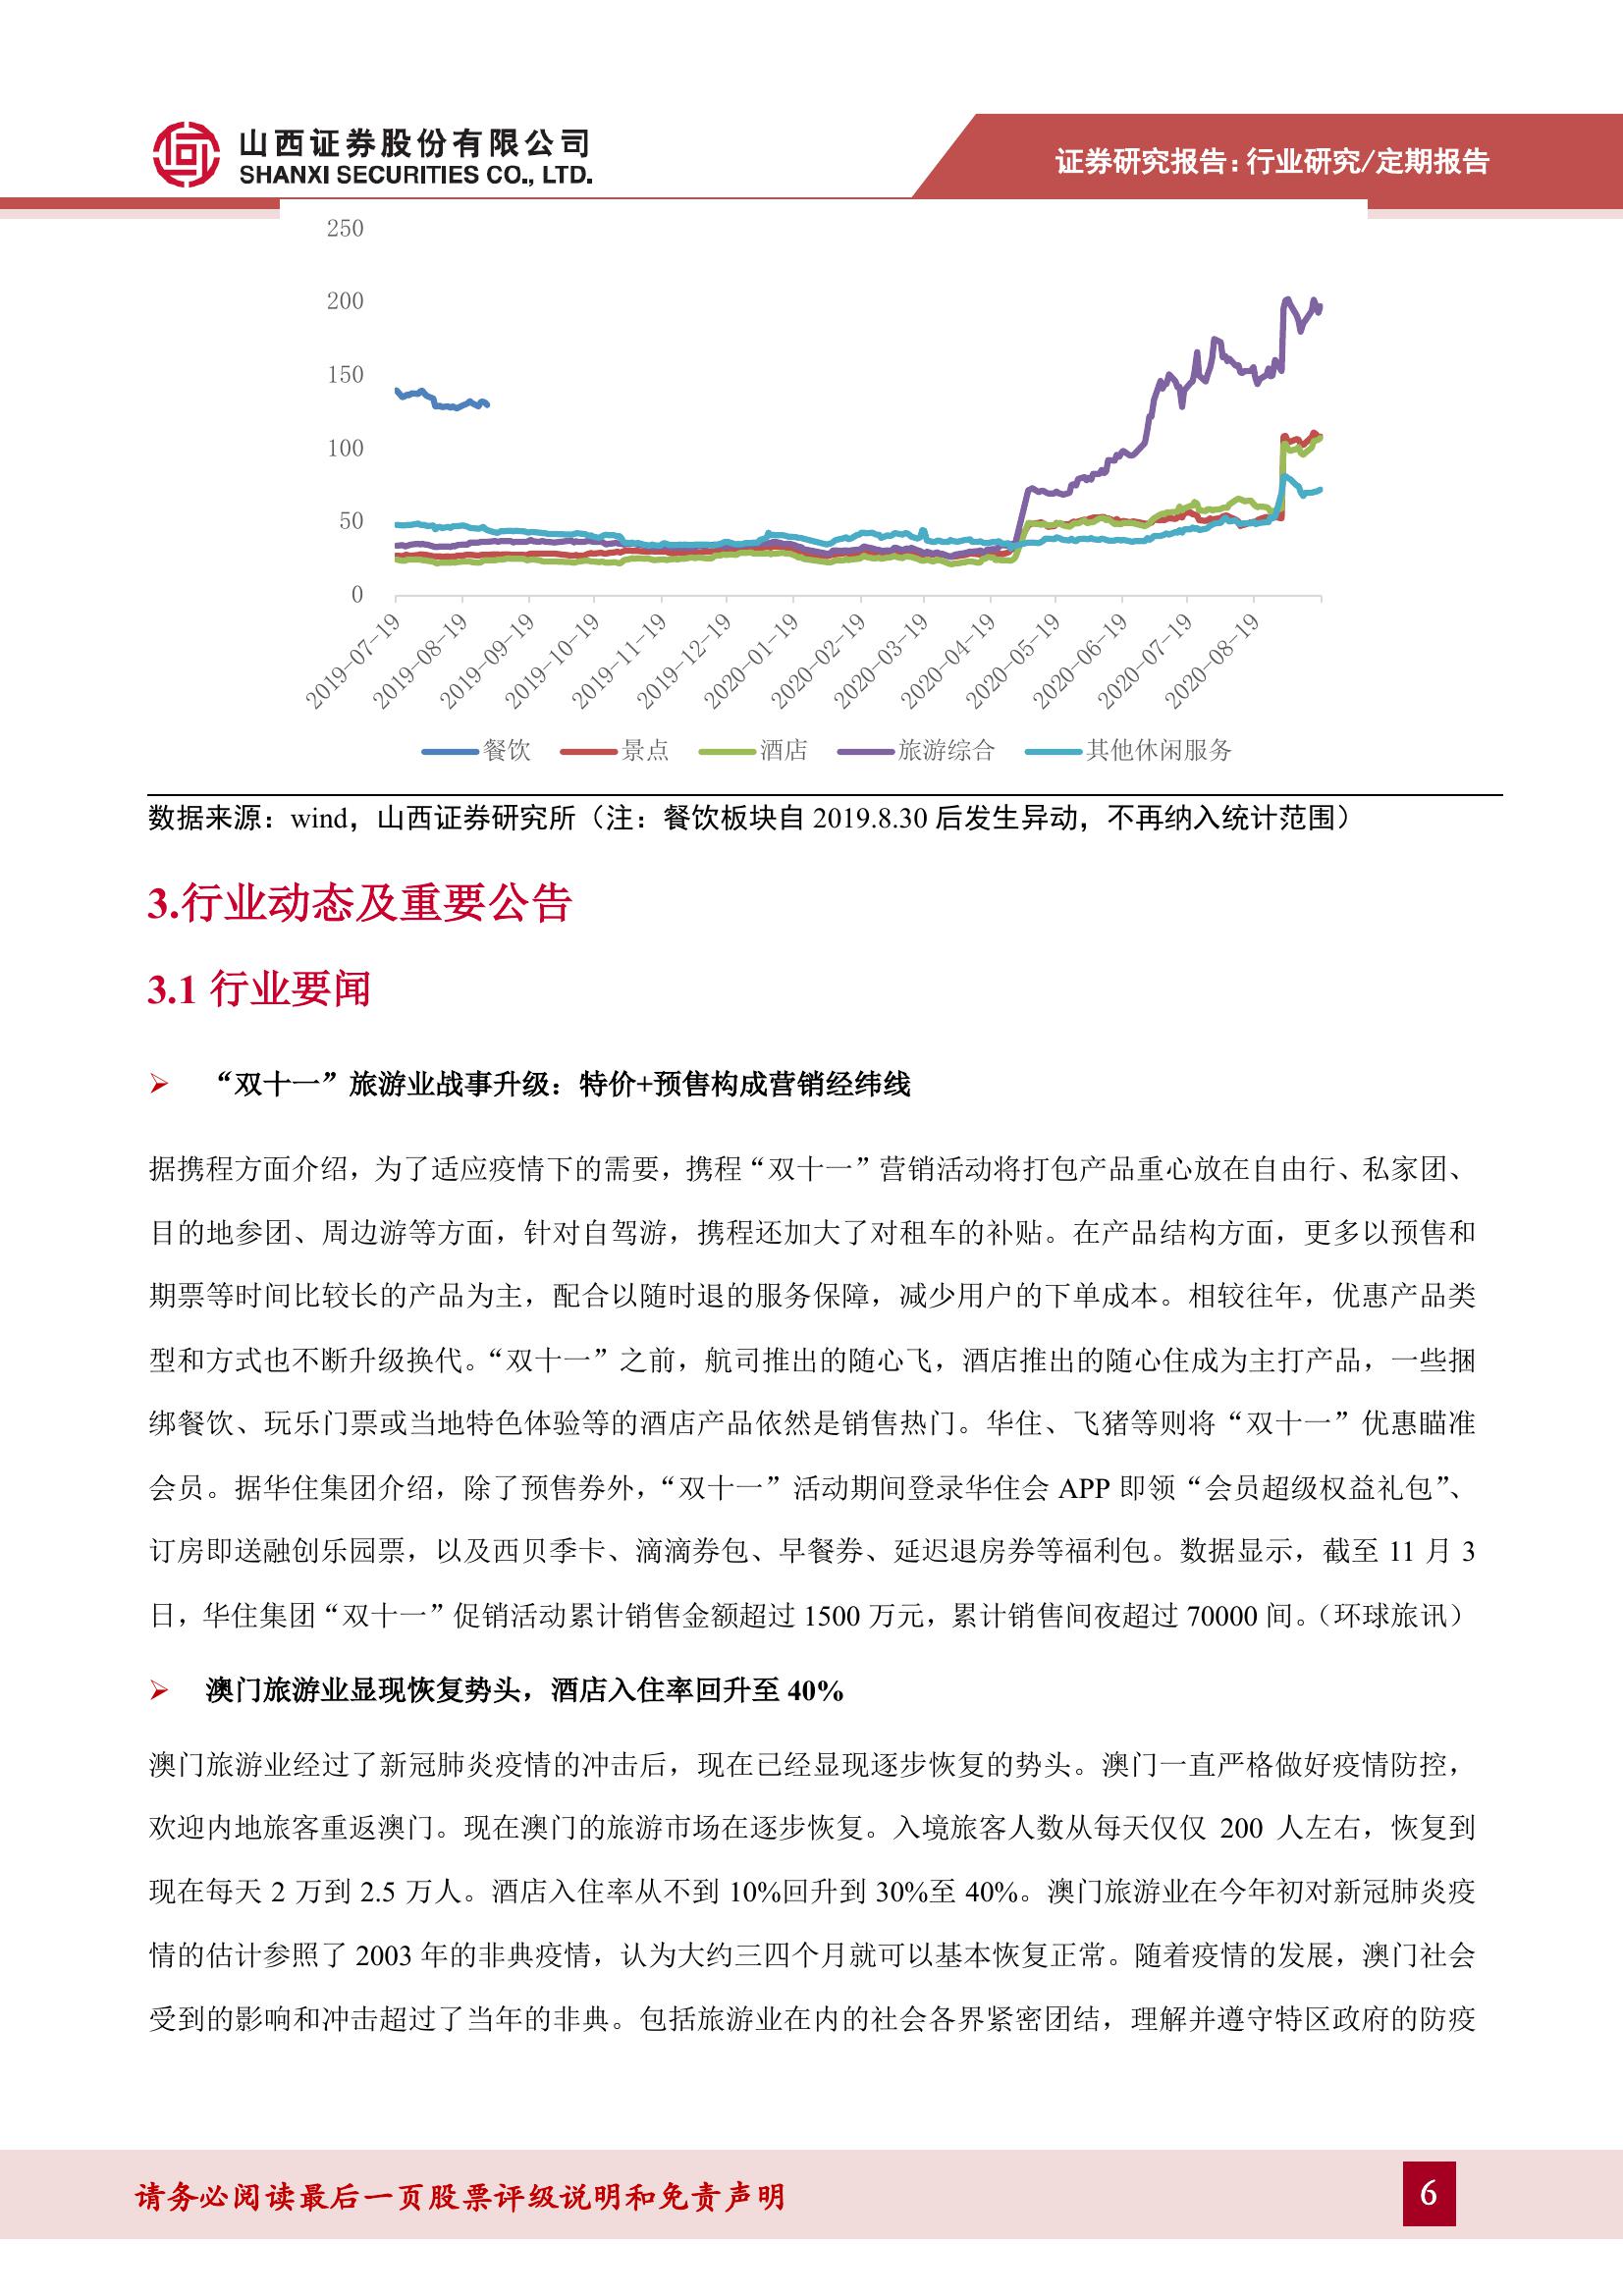 山西证券股份有限公司
SHANXI SECURITIES CO., LTD.
证券研究报告：行业研究/定期报告
250
200
150
100
50
0
2019-07-19
2019-08-19
2019-09-19
2019-10-19
2019-11-19
2019-12-19
2020-01-19
2020-02-19
2020-03-19
2020-04-19
2020-05-19
2020-06-19
2020-07-19
2020-08-19
餐饮 景点 酒店 旅游综合 其他休闲服务
数据来源：wind，山西证券研究所（注：餐饮板块自 2019.8.30 后发生异动，不再纳入统计范围）
3.行业动态及重要公告
3.1 行业要闻
“双十一”旅游业战事升级：特价+预售构成营销经纬线
据携程方面介绍，为了适应疫情下的需要，携程“双十一”营销活动将打包产品重心放在自由行、私家团、
目的地参团、周边游等方面，针对自驾游，携程还加大了对租车的补贴。在产品结构方面，更多以预售和
期票等时间比较长的产品为主，配合以随时退的服务保障，减少用户的下单成本。相较往年，优惠产品类
型和方式也不断升级换代。“双十一”之前，航司推出的随心飞，酒店推出的随心住成为主打产品，一些捆
绑餐饮、玩乐门票或当地特色体验等的酒店产品依然是销售热门。华住、飞猪等则将“双十一”优惠瞄准
会员。据华住集团介绍，除了预售券外，“双十一”活动期间登录华住会 APP 即领“会员超级权益礼包”、
订房即送融创乐园票，以及西贝季卡、滴滴券包、早餐券、延迟退房券等福利包。数据显示，截至 11 月 3
日，华住集团“双十一”促销活动累计销售金额超过 1500 万元，累计销售间夜超过 70000 间。（环球旅讯）
澳门旅游业显现恢复势头，酒店入住率回升至 40%
澳门旅游业经过了新冠肺炎疫情的冲击后，现在已经显现逐步恢复的势头。澳门一直严格做好疫情防控，
欢迎内地旅客重返澳门。现在澳门的旅游市场在逐步恢复。入境旅客人数从每天仅仅 200 人左右，恢复到
现在每天 2 万到 2.5 万人。酒店入住率从不到 10%回升到 30%至 40%。澳门旅游业在今年初对新冠肺炎疫
情的估计参照了 2003 年的非典疫情，认为大约三四个月就可以基本恢复正常。随着疫情的发展，澳门社会
受到的影响和冲击超过了当年的非典。包括旅游业在内的社会各界紧密团结，理解并遵守特区政府的防疫
请务必阅读最后一页股票评级说明和免责声明
6